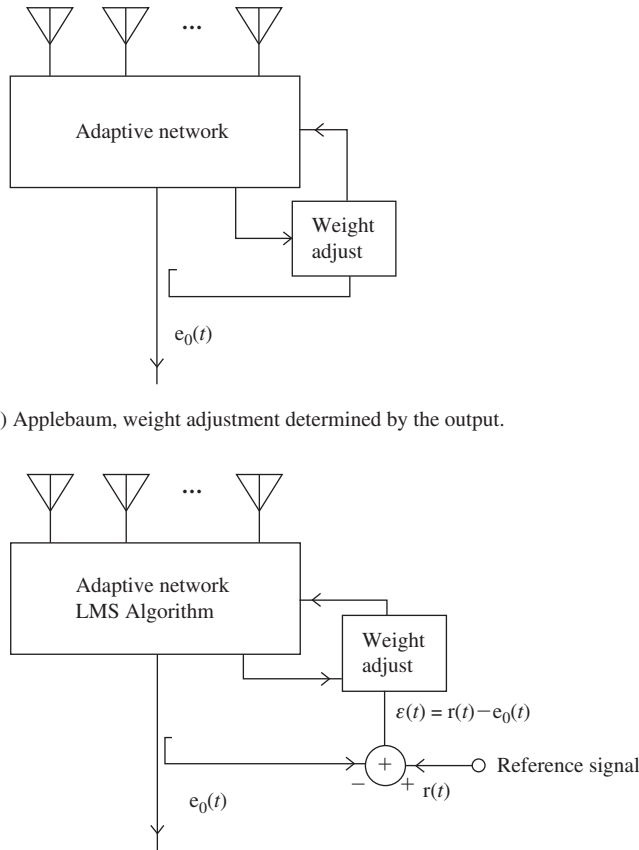 ...
Adaptive network
Weight
adjust
e₀(t)
) Applebaum, weight adjustment determined by the output.
...
Adaptive network
LMS Algorithm
Weight
adjust
ε(t) = r(t)−e₀(t)
+
− + r(t)
Reference signal
e₀(t)